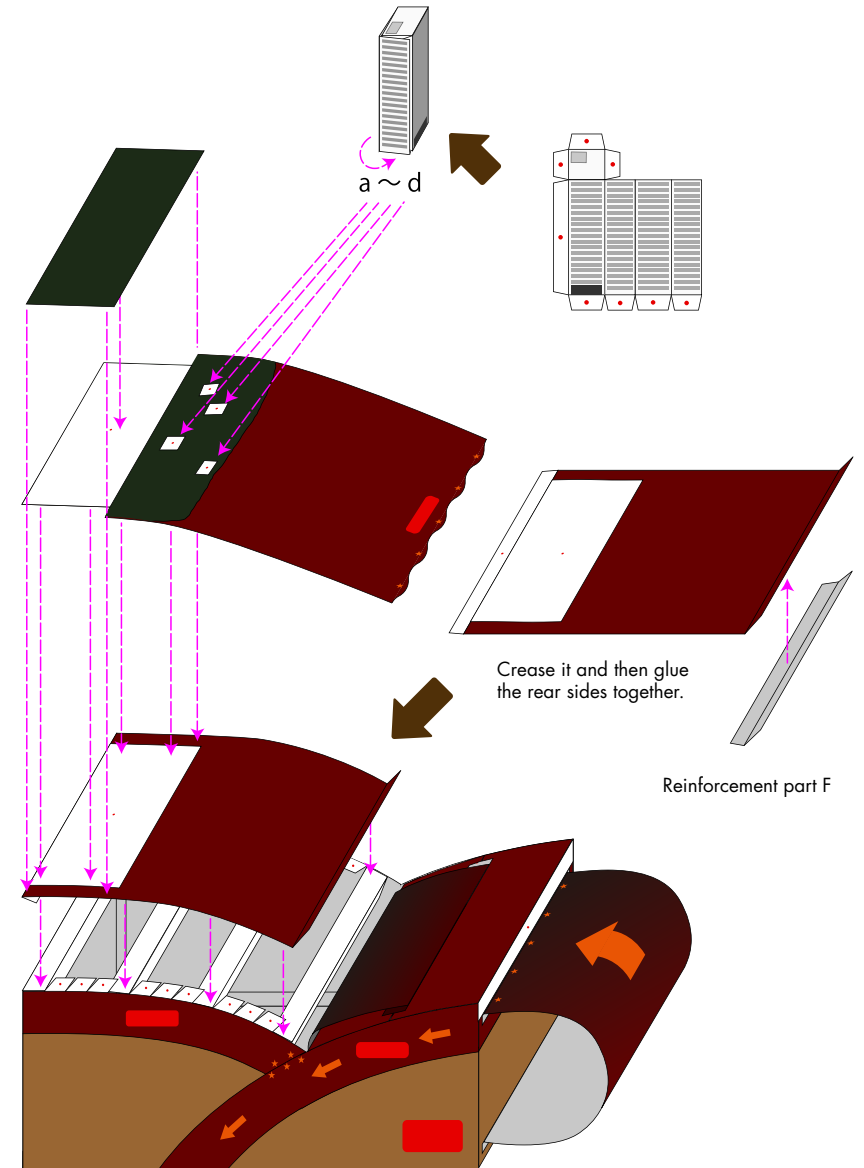 a～d
Crease it and then glue
the rear sides together.
Reinforcement part F